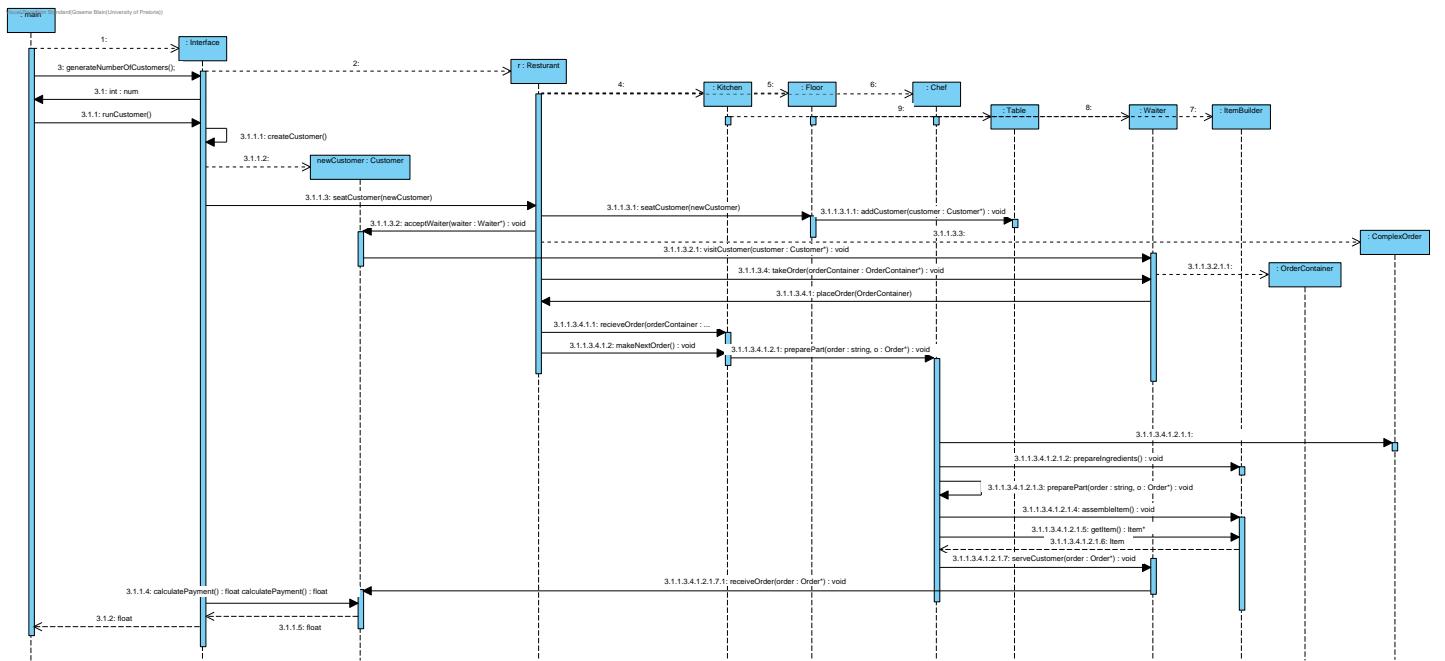 Standard(Goseme Blain(University of Pretoria))
: main
: Interface
r : Resturant
: Kitchen
: Floor
: Chef
: Table
: Waiter
: ItemBuilder
newCustomer : Customer
: ComplexOrder
: OrderContainer
1:
2:
3: generateNumberOfCustomers();
4:
5:
6:
9:
8:
7:
3.1: int : num
3.1.1: runCustomer()
3.1.1.1: createCustomer()
3.1.1.2:
3.1.1.3: seatCustomer(newCustomer)
3.1.1.3.1: seatCustomer(newCustomer)
3.1.1.3.1.1: addCustomer(customer : Customer*) : void
3.1.1.3.2: acceptWaiter(waiter : Waiter*) : void
3.1.1.3.3:
3.1.1.3.2.1: visitCustomer(customer : Customer*) : void
3.1.1.3.2.1.1:
3.1.1.3.4: takeOrder(orderContainer : OrderContainer*) : void
3.1.1.3.4.1: placeOrder(OrderContainer)
3.1.1.3.4.1.1: recieveOrder(orderContainer : ...
3.1.1.3.4.1.2: makeNextOrder() : void
3.1.1.3.4.1.2.1: preparePart(order : string, o : Order*) : void
3.1.1.3.4.1.2.1.1:
3.1.1.3.4.1.2.1.2: prepareIngredients() : void
3.1.1.3.4.1.2.1.3: preparePart(order : string, o : Order*) : void
3.1.1.3.4.1.2.1.4: assembleItem() : void
3.1.1.3.4.1.2.1.5: getItem() : Item*
3.1.1.3.4.1.2.1.6: Item
3.1.1.3.4.1.2.1.7: serveCustomer(order : Order*) : void
3.1.1.3.4.1.2.1.7.1: receiveOrder(order : Order*) : void
3.1.1.4: calculatePayment() : float calculatePayment() : float
3.1.2: float
3.1.1.5: float